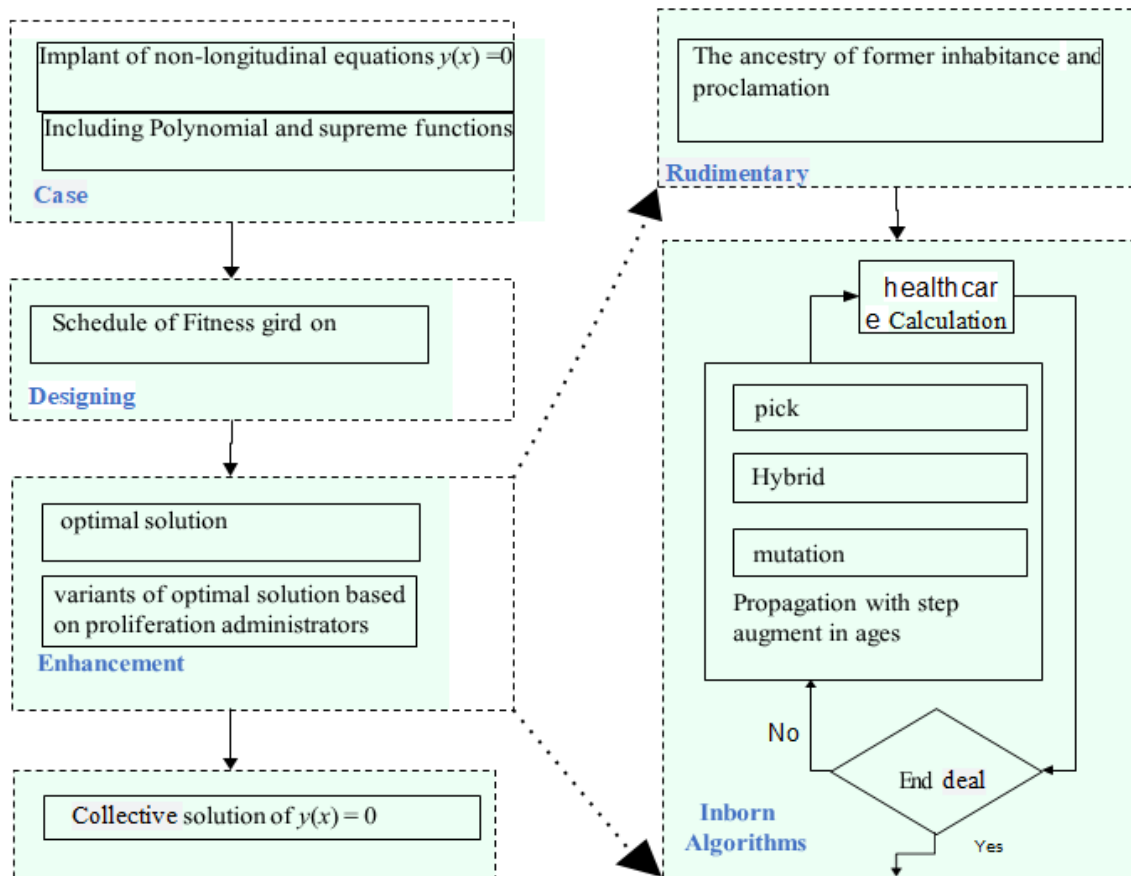 Implant of non-longitudinal equations y(x) =0
Including Polynomial and supreme functions
Case
Schedule of Fitness gird on
Designing
optimal solution
variants of optimal solution based
on proliferation administrators
Enhancement
Collective solution of y(x) = 0
The ancestry of former inhabitance and
proclamation
Rudimentary
healthcar
e Calculation
pick
Hybrid
mutation
Propagation with step
augment in ages
No
End deal
Inborn
Algorithms
Yes